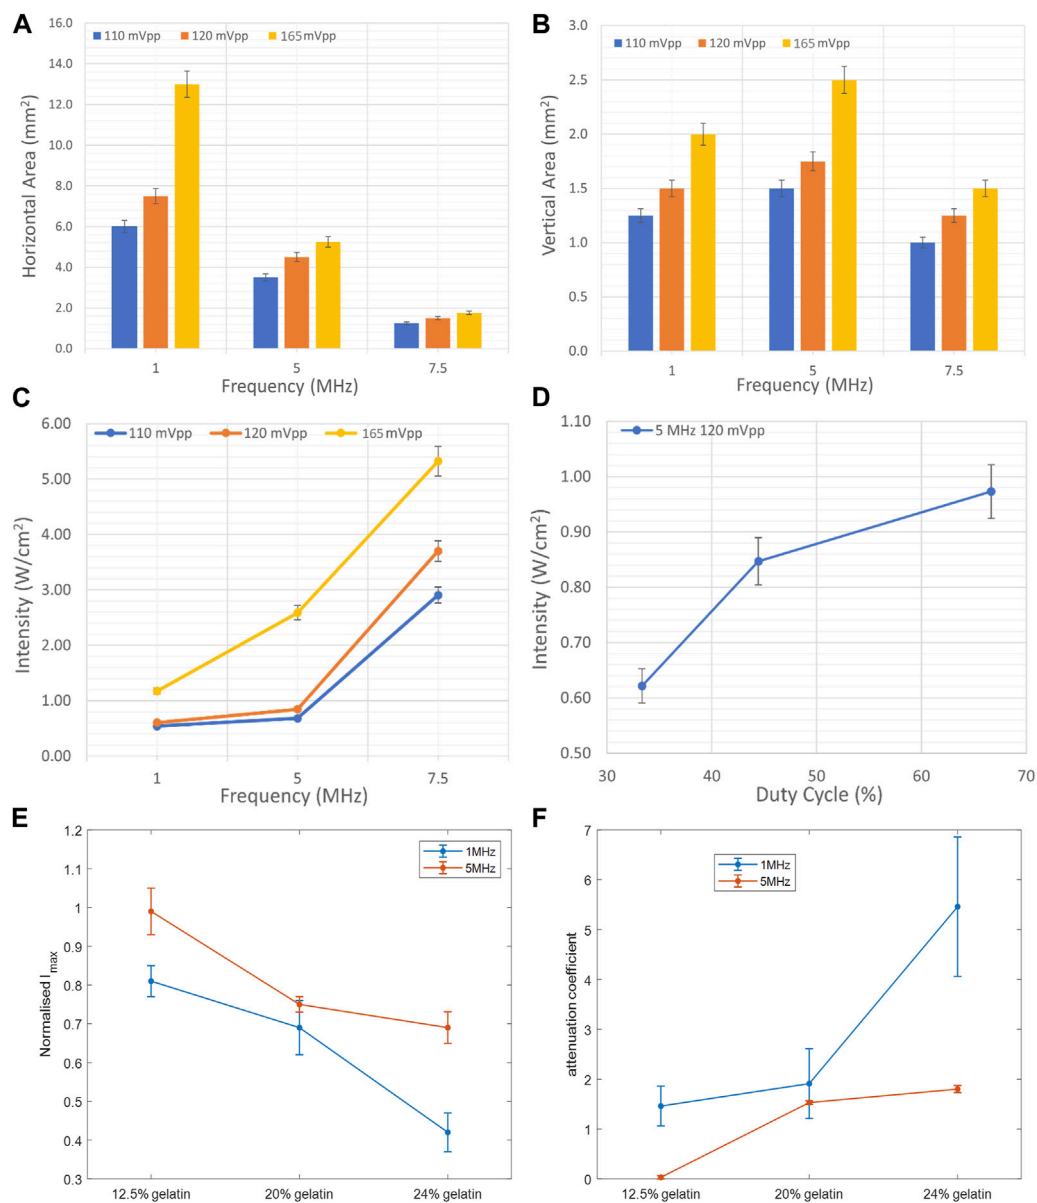 A
16.0
110 mVpp 120 mVpp 165 mVpp
14.0
12.0
10.0
8.0
6.0
4.0
2.0
0.0
Horizontal Area (mm²)
1 5 7.5
Frequency (MHz)
B
3.0
110 mVpp 120 mVpp 165 mVpp
2.5
2.0
1.5
1.0
0.5
0.0
Vertical Area (mm²)
1 5 7.5
Frequency (MHz)
C
6.00
110 mVpp 120 mVpp 165 mVpp
5.00
4.00
3.00
2.00
1.00
0.00
Intensity (W/cm²)
1 5 7.5
Frequency (MHz)
D
1.10
5 MHz 120 mVpp
1.00
0.90
0.80
0.70
0.60
0.50
Intensity (W/cm²)
30 40 50 60 70
Duty Cycle (%)
E
1.2
1MHz
5MHz
1.1
1
0.9
0.8
0.7
0.6
0.5
0.4
0.3
Normalised I_max
12.5% gelatin 20% gelatin 24% gelatin
F
7
1MHz
5MHz
6
5
4
3
2
1
0
attenuation coefficient
12.5% gelatin 20% gelatin 24% gelatin